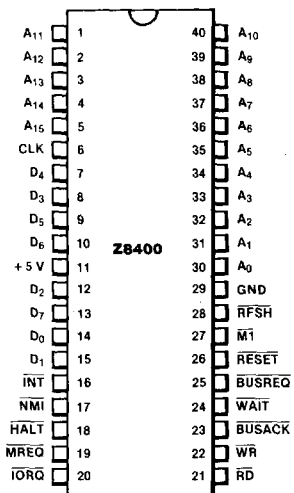 A11 1 40 A10
A12 2 39 A9
A13 3 38 A8
A14 4 37 A7
A15 5 36 A6
CLK 6 35 A5
D4 7 34 A4
D3 8 33 A3
D5 9 32 A2
D6 10 31 A1
Z8400
+5 V 11 30 A0
D2 12 29 GND
D7 13 28 RFSH
D0 14 27 M1
D1 15 26 RESET
INT 16 25 BUSREQ
NMI 17 24 WAIT
HALT 18 23 BUSACK
MREQ 19 22 WR
IORQ 20 21 RD